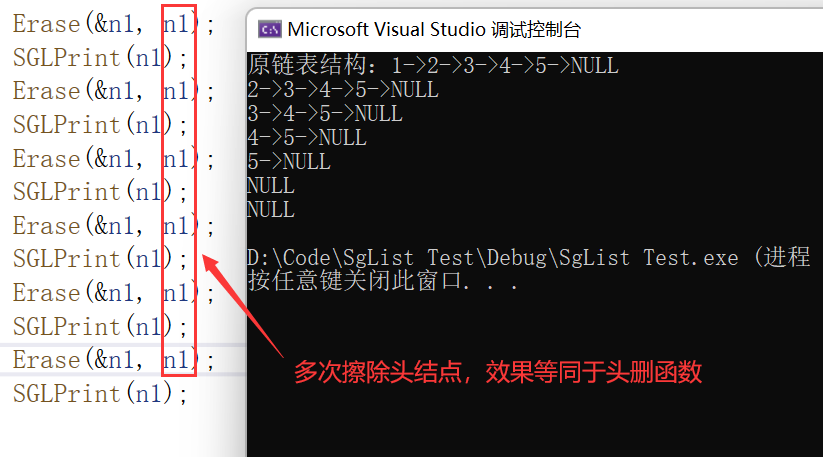 Erase(&n1, n1);
SGLPrint(n1);
Erase(&n1, n1);
SGLPrint(n1);
Erase(&n1, n1);
SGLPrint(n1);
Erase(&n1, n1);
SGLPrint(n1);
Erase(&n1, n1);
SGLPrint(n1);
Erase(&n1, n1);
SGLPrint(n1);
C:\ Microsoft Visual Studio 调试控制台
原链表结构：1->2->3->4->5->NULL
2->3->4->5->NULL
3->4->5->NULL
4->5->NULL
5->NULL
NULL
NULL
D:\Code\SgList Test\Debug\SgList Test.exe (进程
按任意键关闭此窗口. . .
多次擦除头结点，效果等同于头删函数